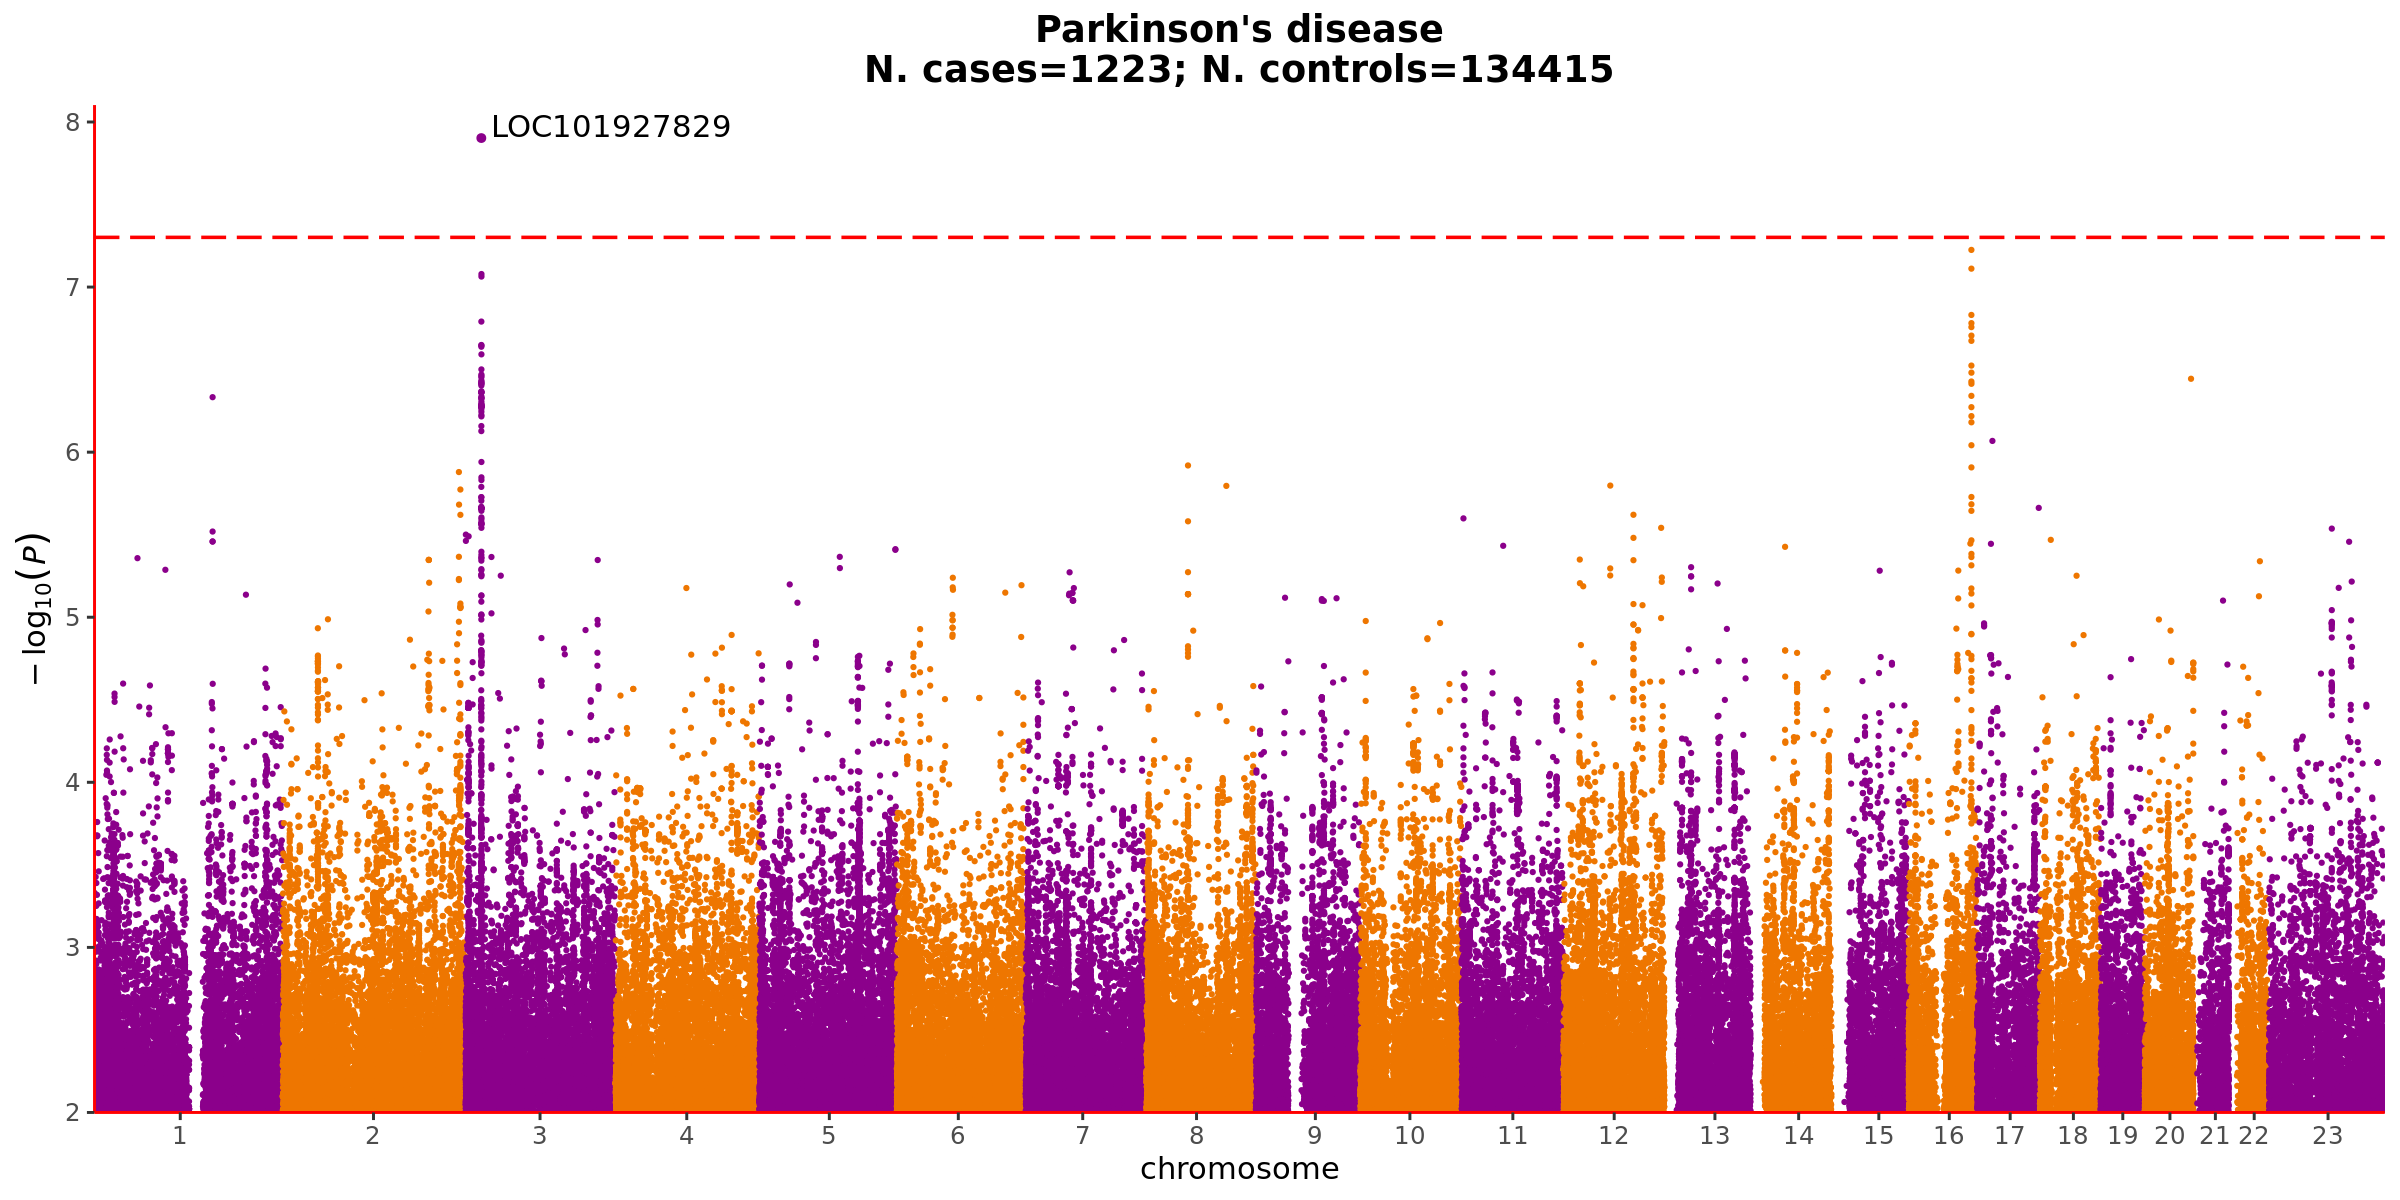 Parkinson's disease
N. cases=1223; N. controls=134415
LOC101927829
8
7
6
5
4
3
2
−log10(P)
1 2 3 4 5 6 7 8 9 10 11 12 13 14 15 16 17 18 19 20 21 22 23
chromosome